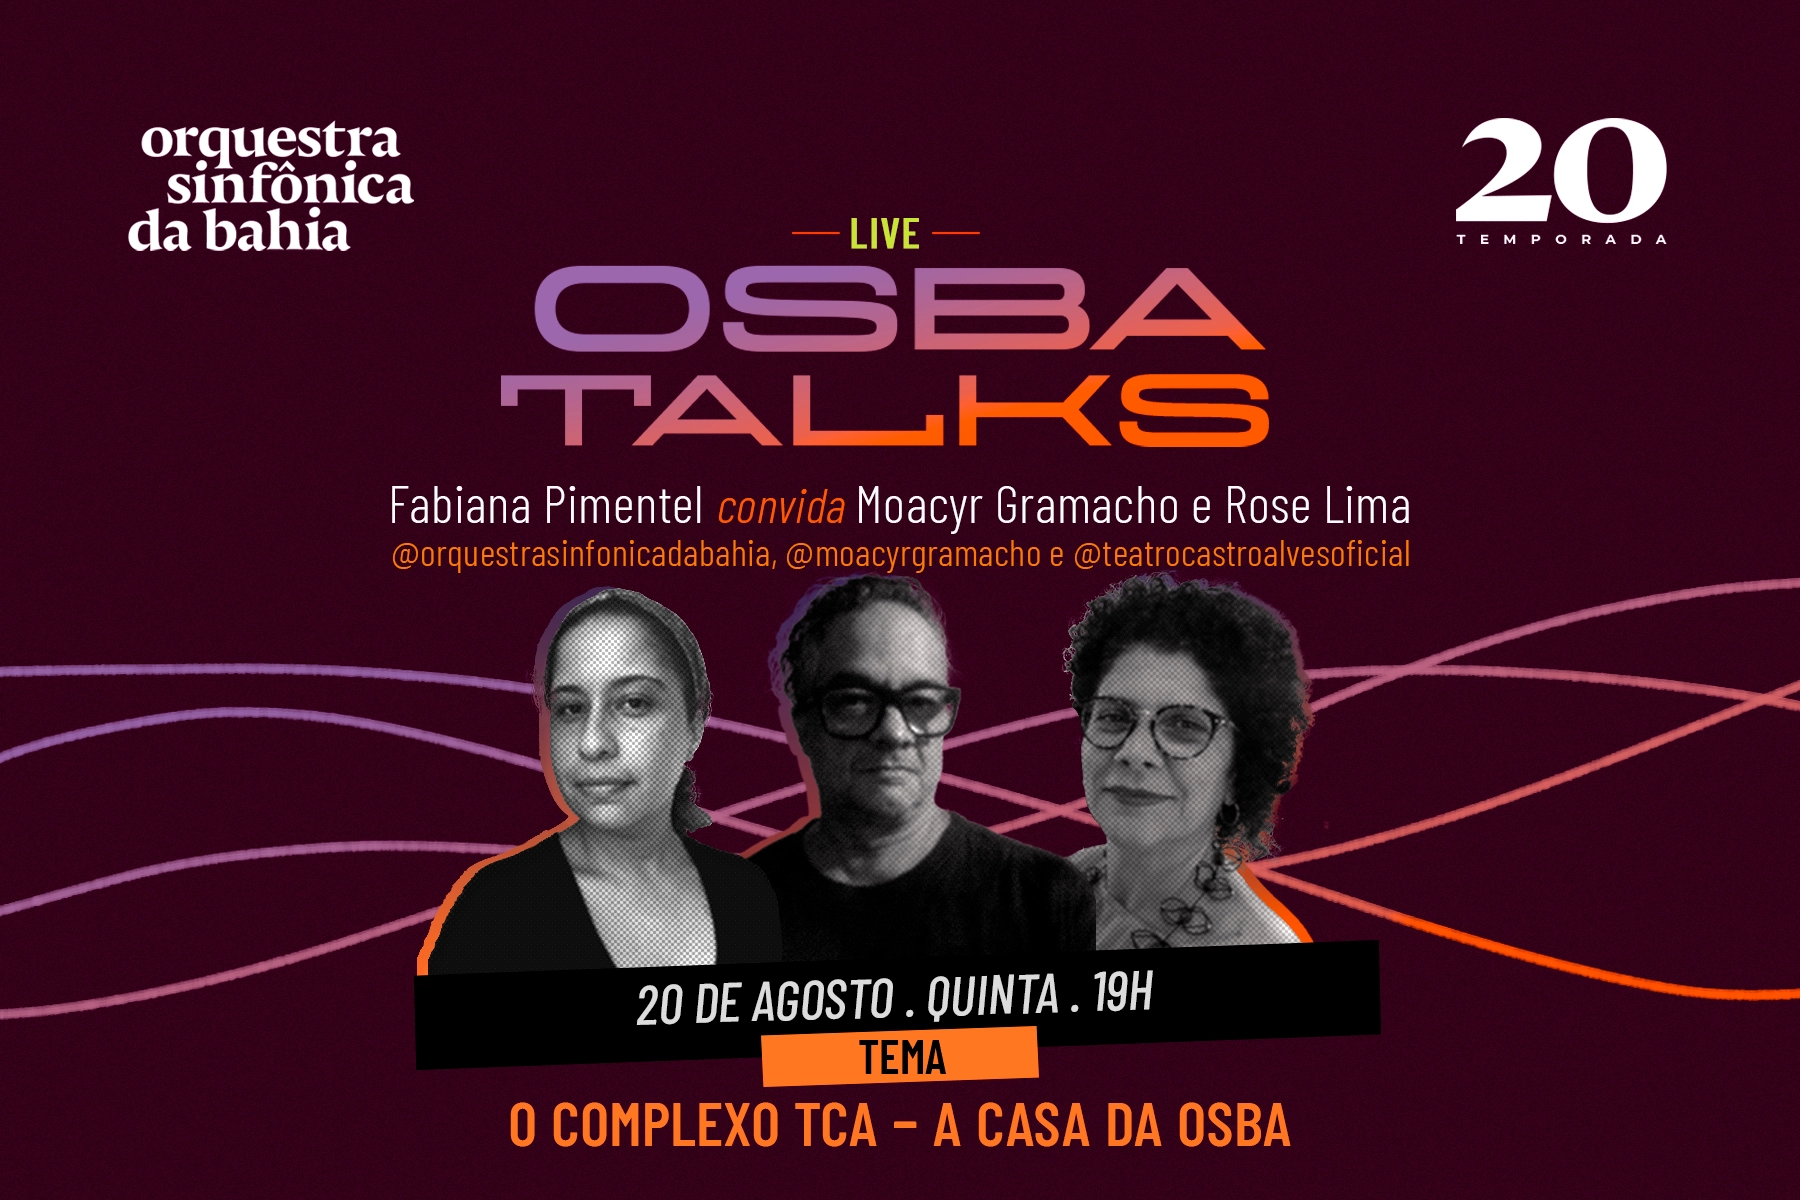 orquestra
sinfônica
da bahia
20
TEMPORADA
LIVE
OSBA
TALKS
Fabiana Pimentel convida Moacyr Gramacho e Rose Lima
@orquestrasinfonicadabahia, @moacyrgramacho e @teatrocastroalvesoficial
20 DE AGOSTO . QUINTA . 19H
TEMA
O COMPLEXO TCA – A CASA DA OSBA